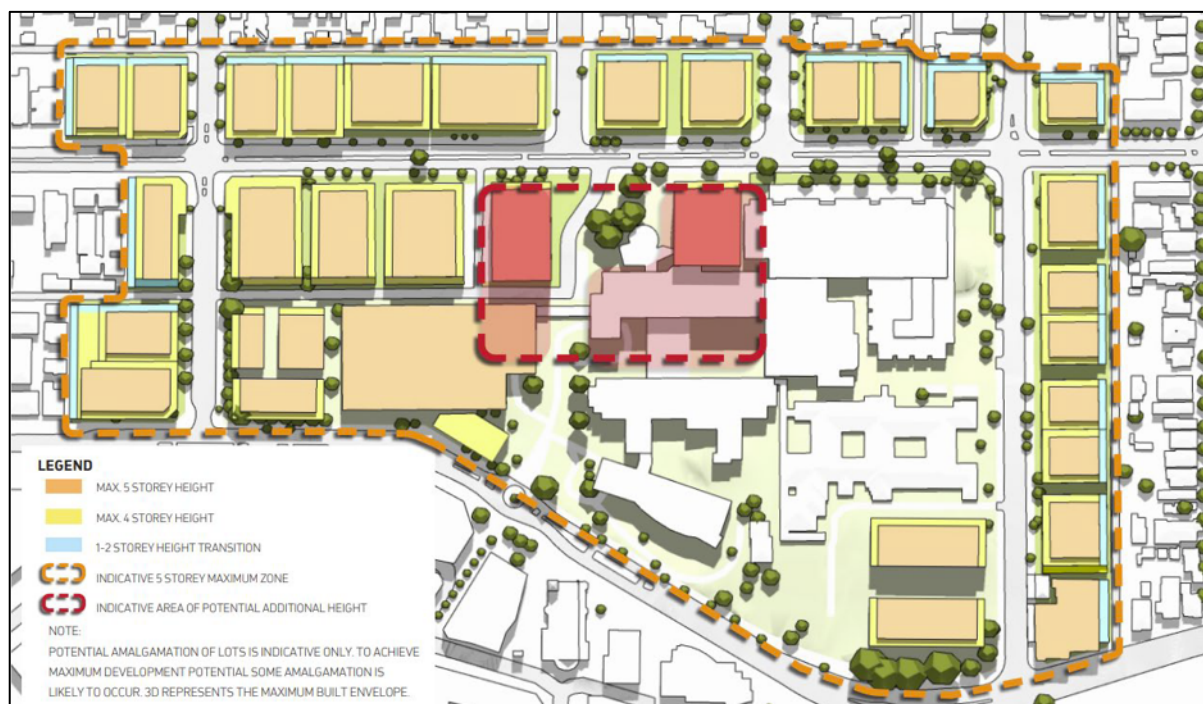 LEGEND
MAX. 5 STOREY HEIGHT
MAX. 4 STOREY HEIGHT
1-2 STOREY HEIGHT TRANSITION
INDICATIVE 5 STOREY MAXIMUM ZONE
INDICATIVE AREA OF POTENTIAL ADDITIONAL HEIGHT
NOTE:
POTENTIAL AMALGAMATION OF LOTS IS INDICATIVE ONLY. TO ACHIEVE
MAXIMUM DEVELOPMENT POTENTIAL SOME AMALGAMATION IS
LIKELY TO OCCUR. 3D REPRESENTS THE MAXIMUM BUILT ENVELOPE.